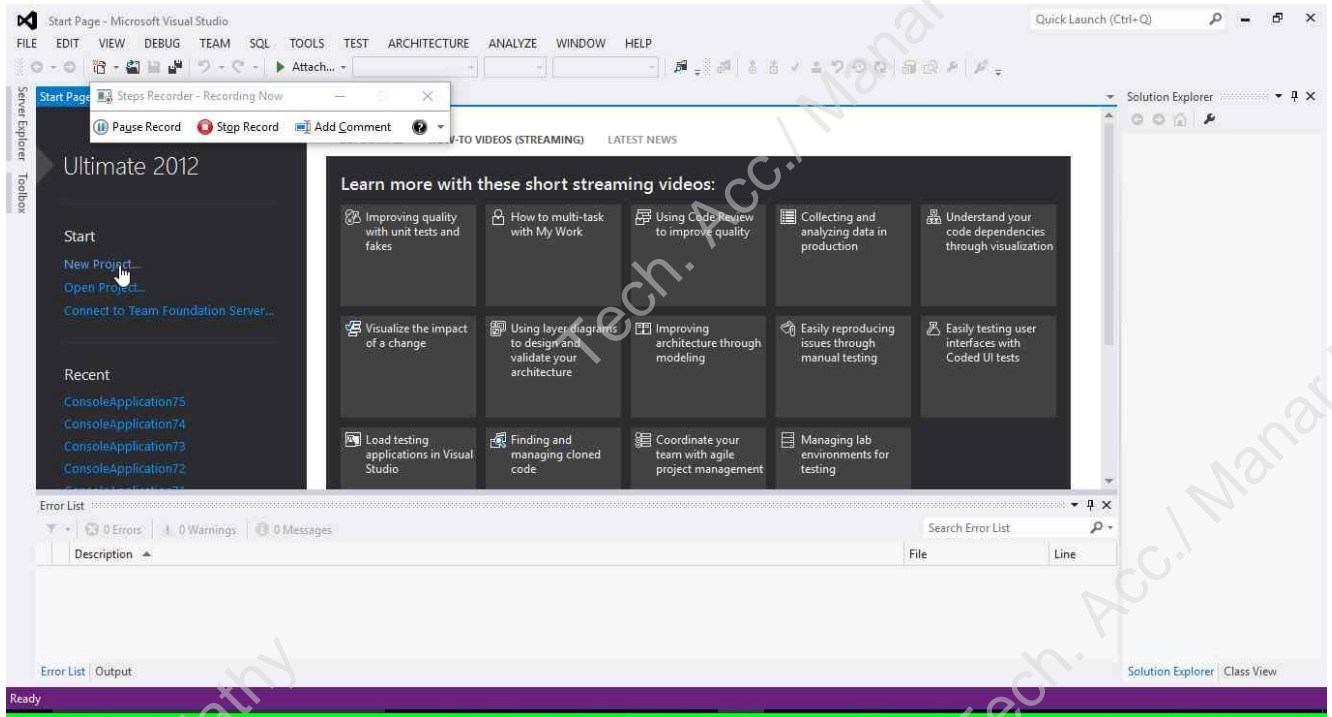 Start Page - Microsoft Visual Studio
Quick Launch (Ctrl+Q)
FILE EDIT VIEW DEBUG TEAM SQL TOOLS TEST ARCHITECTURE ANALYZE WINDOW HELP
Attach...
Server Explorer
Toolbox
Start Page
Steps Recorder - Recording Now
Pause Record Stop Record Add Comment
VIDEOS (STREAMING) LATEST NEWS
Ultimate 2012
Start
New Project...
Open Project...
Connect to Team Foundation Server...
Recent
ConsoleApplication75
ConsoleApplication74
ConsoleApplication73
ConsoleApplication72
Learn more with these short streaming videos:
Improving quality
with unit tests and
fakes
How to multi-task
with My Work
Using Code Review
to improve quality
Collecting and
analyzing data in
production
Understand your
code dependencies
through visualization
Visualize the impact
of a change
Using layer diagrams
to design and
validate your
architecture
Improving
architecture through
modeling
Easily reproducing
issues through
manual testing
Easily testing user
interfaces with
Coded UI tests
Load testing
applications in Visual
Studio
Finding and
managing cloned
code
Coordinate your
team with agile
project management
Managing lab
environments for
testing
Solution Explorer
Error List
0 Errors 0 Warnings 0 Messages
Search Error List
Description File Line
Error List Output
Solution Explorer Class View
Ready
Tech. Acc./ Manar
Tech. Acc./ Manar